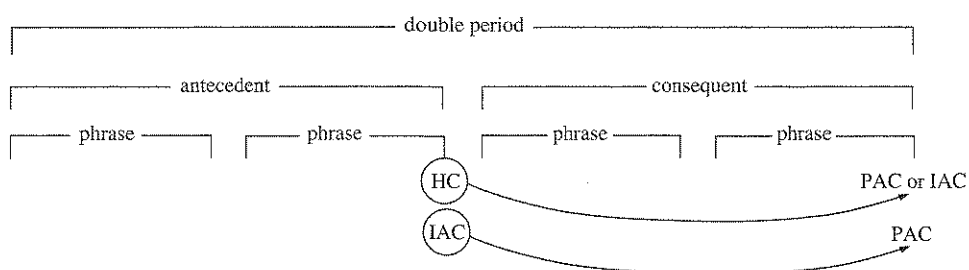 double period
antecedent consequent
phrase phrase phrase phrase
HC PAC or IAC
IAC PAC